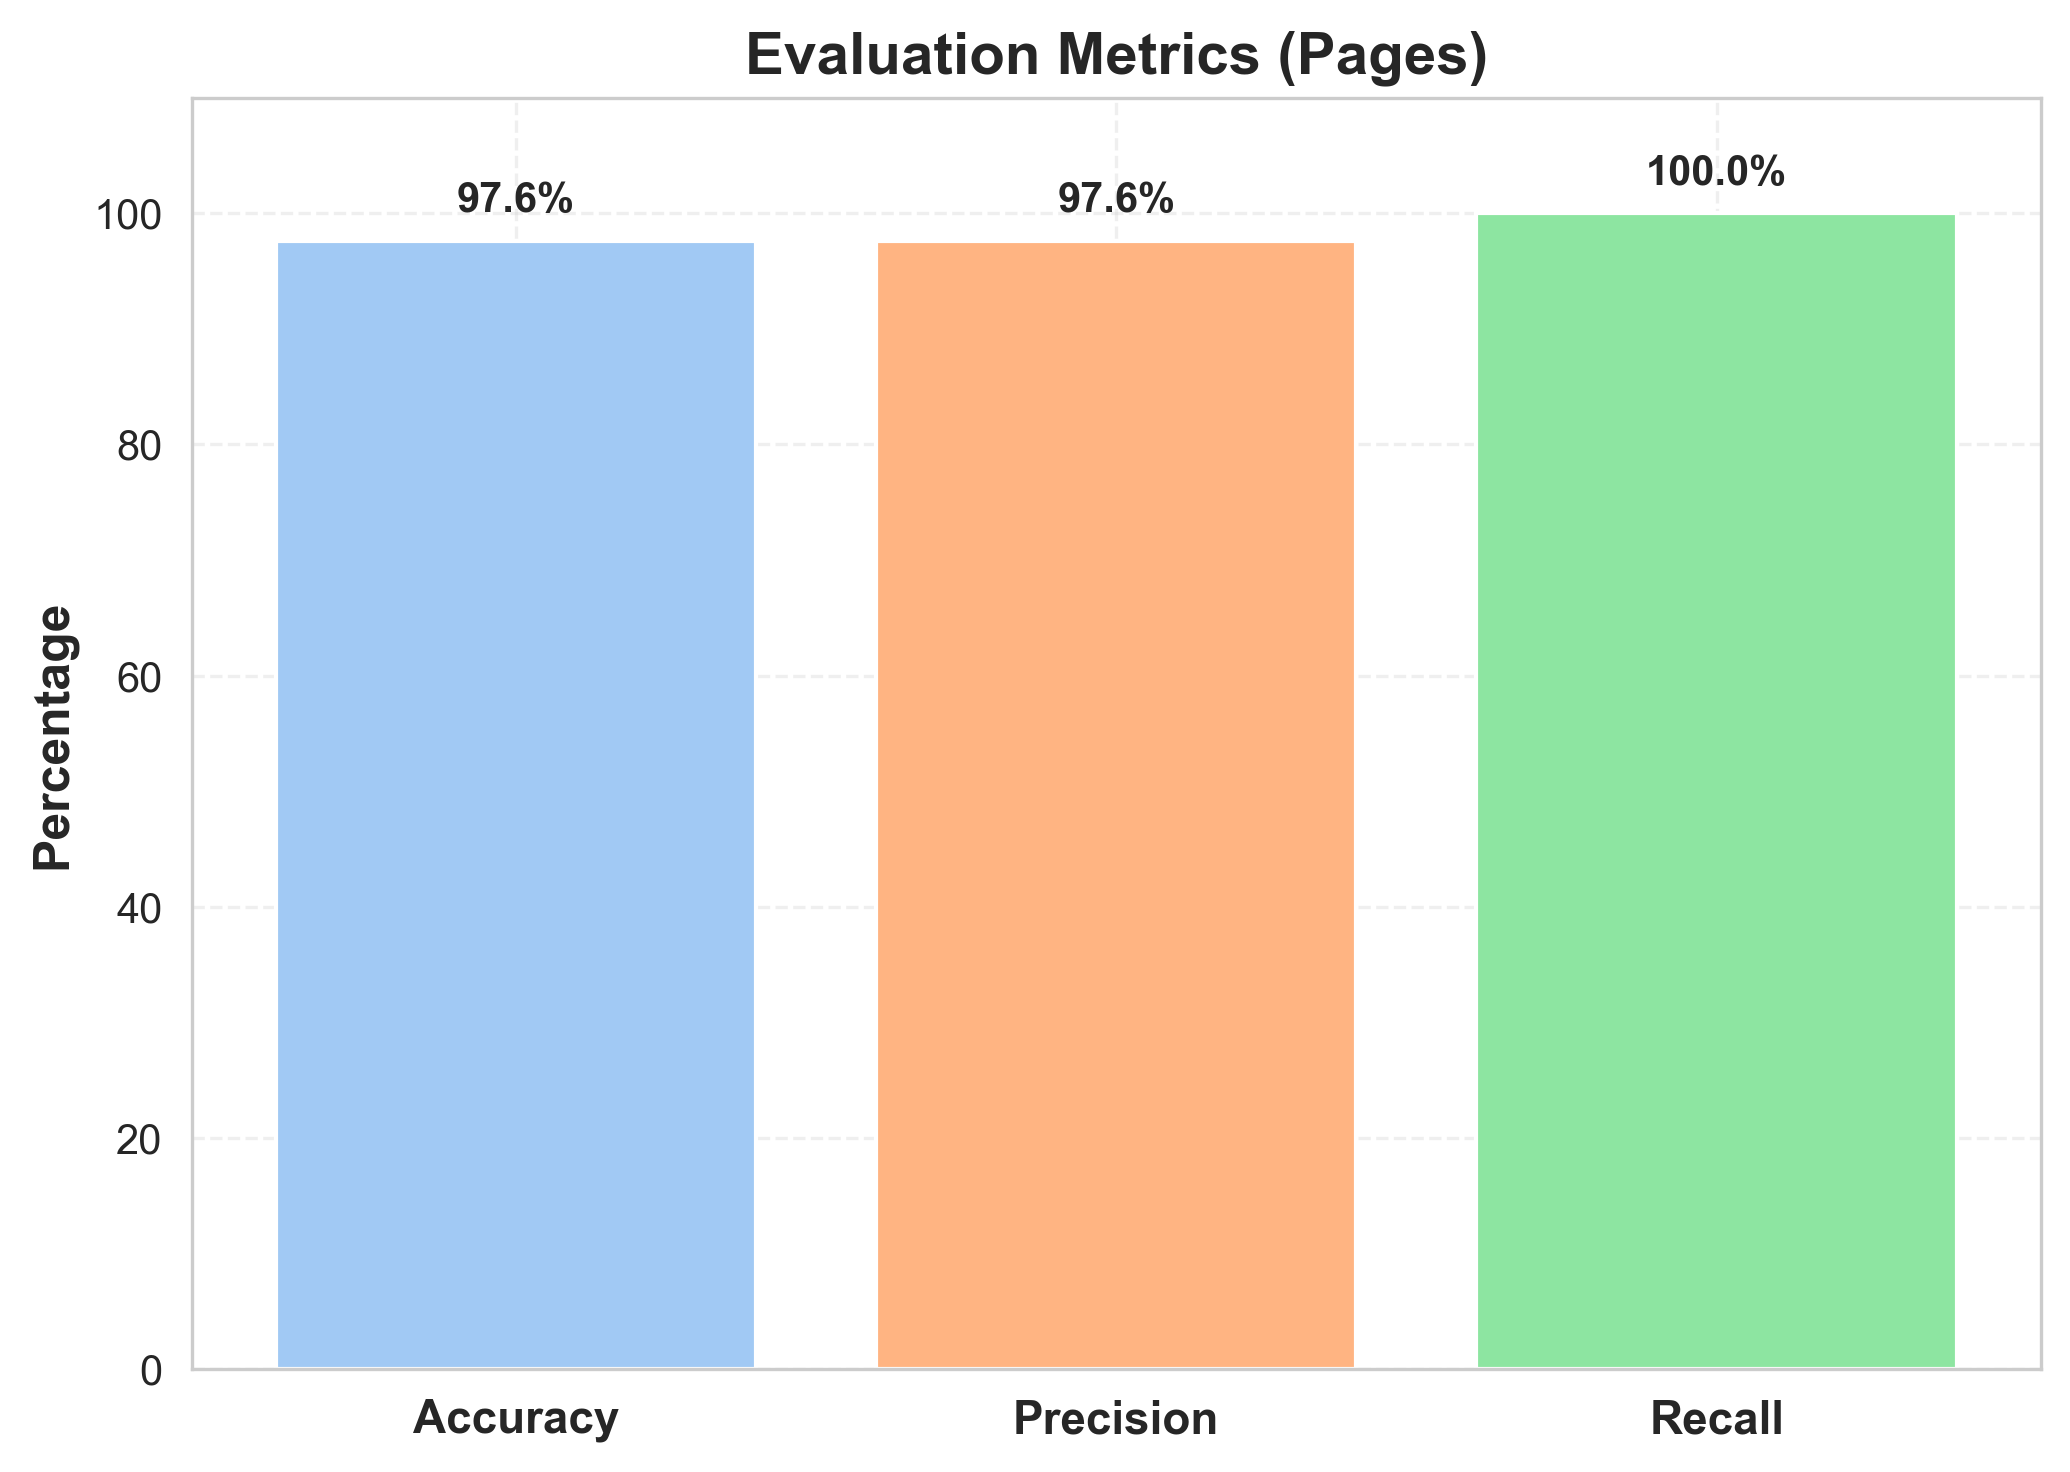 Evaluation Metrics (Pages)
97.6%
97.6%
100.0%
100
80
60
40
20
0
Percentage
Accuracy
Precision
Recall